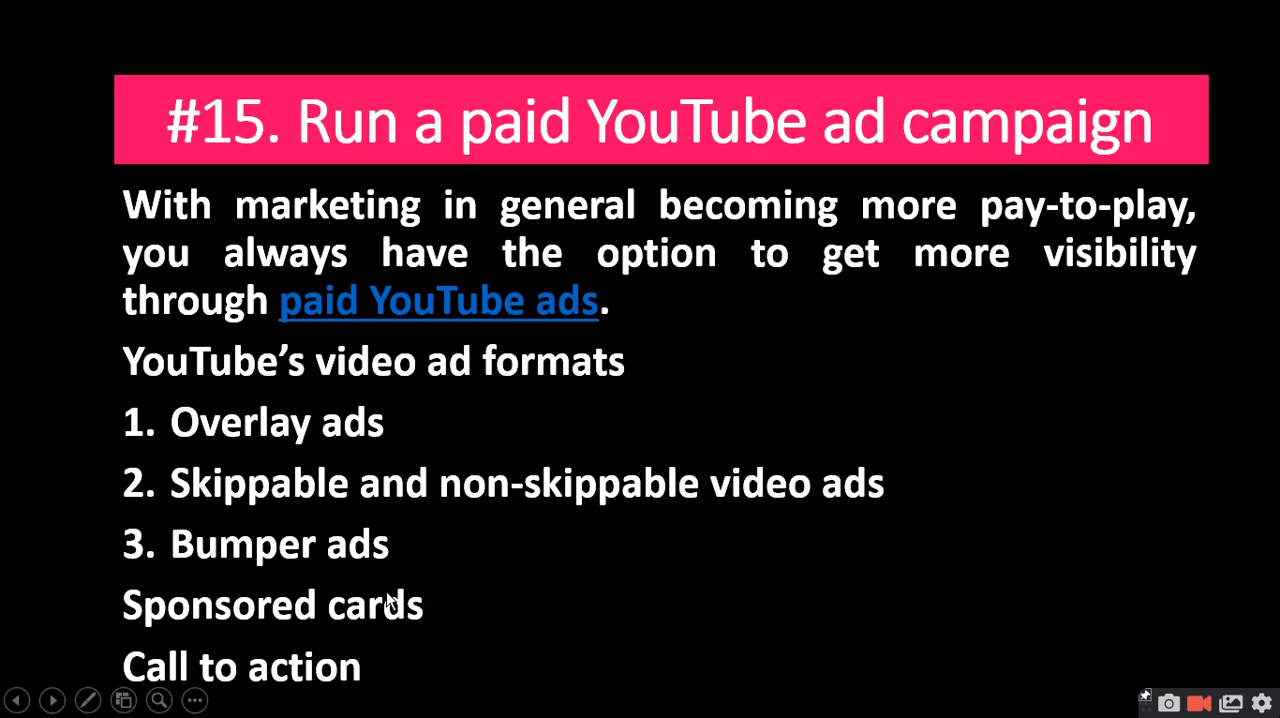 #15. Run a paid YouTube ad campaign
With marketing in general becoming more pay-to-play,
you always have the option to get more visibility
through paid YouTube ads.
YouTube’s video ad formats
1. Overlay ads
2. Skippable and non-skippable video ads
3. Bumper ads
Sponsored cards
Call to action